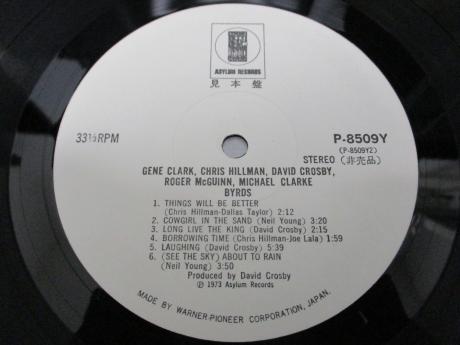 ASYLUM RECORDS
見本盤
33⅓RPM
P-8509Y
(P-8509Y2)
STEREO (非売品)
GENE CLARK, CHRIS HILLMAN, DAVID CROSBY,
ROGER McGUINN, MICHAEL CLARKE
BYRDS
1. THINGS WILL BE BETTER
(Chris Hillman-Dallas Taylor) 2:12
2. COWGIRL IN THE SAND (Neil Young) 3:20
3. LONG LIVE THE KING (David Crosby) 2:15
4. BORROWING TIME (Chris Hillman-Joe Lala) 1:59
5. LAUGHING (David Crosby) 5:39
6. (SEE THE SKY) ABOUT TO RAIN
(Neil Young) 3:50
Produced by David Crosby
Ⓟ 1973 Asylum Records
MADE BY WARNER-PIONEER CORPORATION, JAPAN.